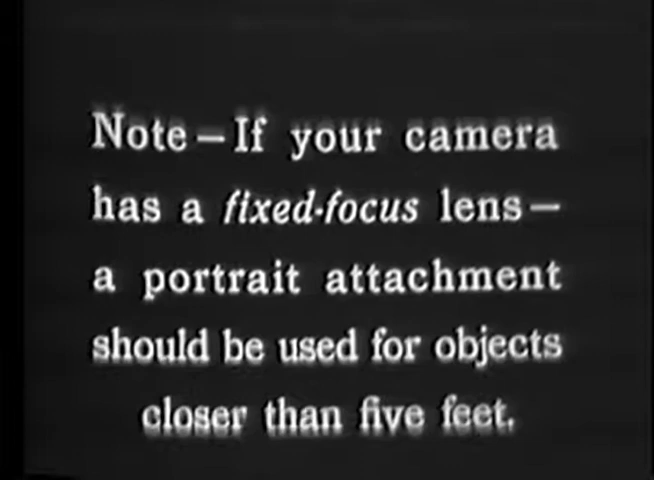 Note — If your camera
has a fixed-focus lens —
a portrait attachment
should be used for objects
closer than five feet.